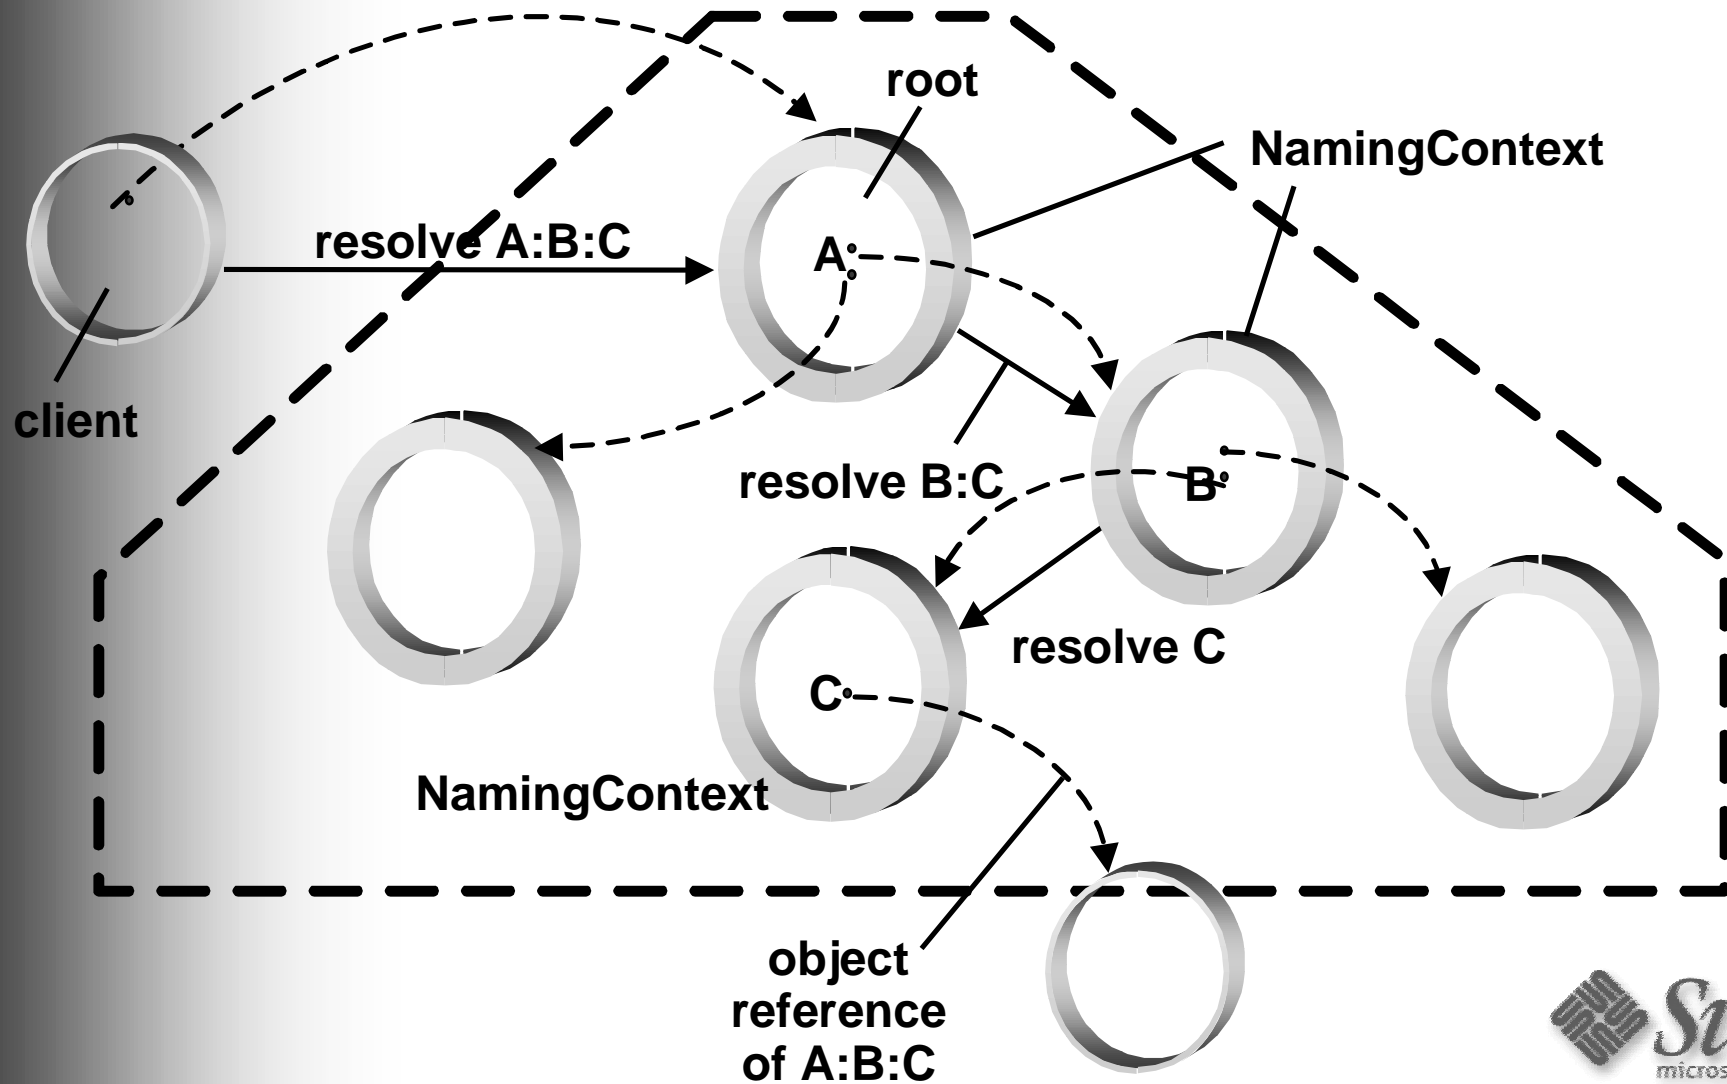 root
NamingContext
resolve A:B:C
A
client
resolve B:C
B
resolve C
C
NamingContext
object
reference
of A:B:C